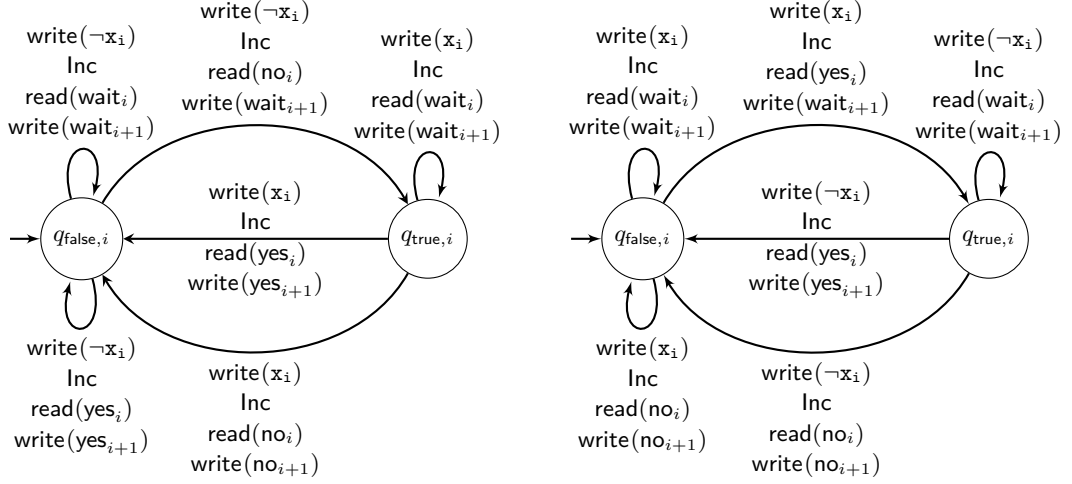 write(¬xᵢ)
Inc
read(waitᵢ)
write(waitᵢ₊₁)
write(¬xᵢ)
Inc
read(noᵢ)
write(waitᵢ₊₁)
write(xᵢ)
Inc
read(waitᵢ)
write(waitᵢ₊₁)
q_false,i
write(xᵢ)
Inc
read(yesᵢ)
write(yesᵢ₊₁)
q_true,i
write(¬xᵢ)
Inc
read(yesᵢ)
write(yesᵢ₊₁)
write(xᵢ)
Inc
read(noᵢ)
write(noᵢ₊₁)
write(xᵢ)
Inc
read(waitᵢ)
write(waitᵢ₊₁)
write(xᵢ)
Inc
read(yesᵢ)
write(waitᵢ₊₁)
write(¬xᵢ)
Inc
read(waitᵢ)
write(waitᵢ₊₁)
q_false,i
write(¬xᵢ)
Inc
read(yesᵢ)
write(yesᵢ₊₁)
q_true,i
write(xᵢ)
Inc
read(noᵢ)
write(noᵢ₊₁)
write(¬xᵢ)
Inc
read(noᵢ)
write(noᵢ₊₁)